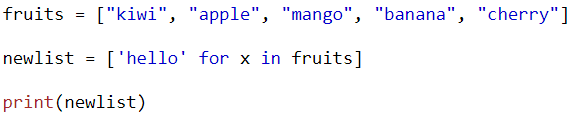 fruits = ["kiwi", "apple", "mango", "banana", "cherry"]
newlist = ['hello' for x in fruits]
print(newlist)